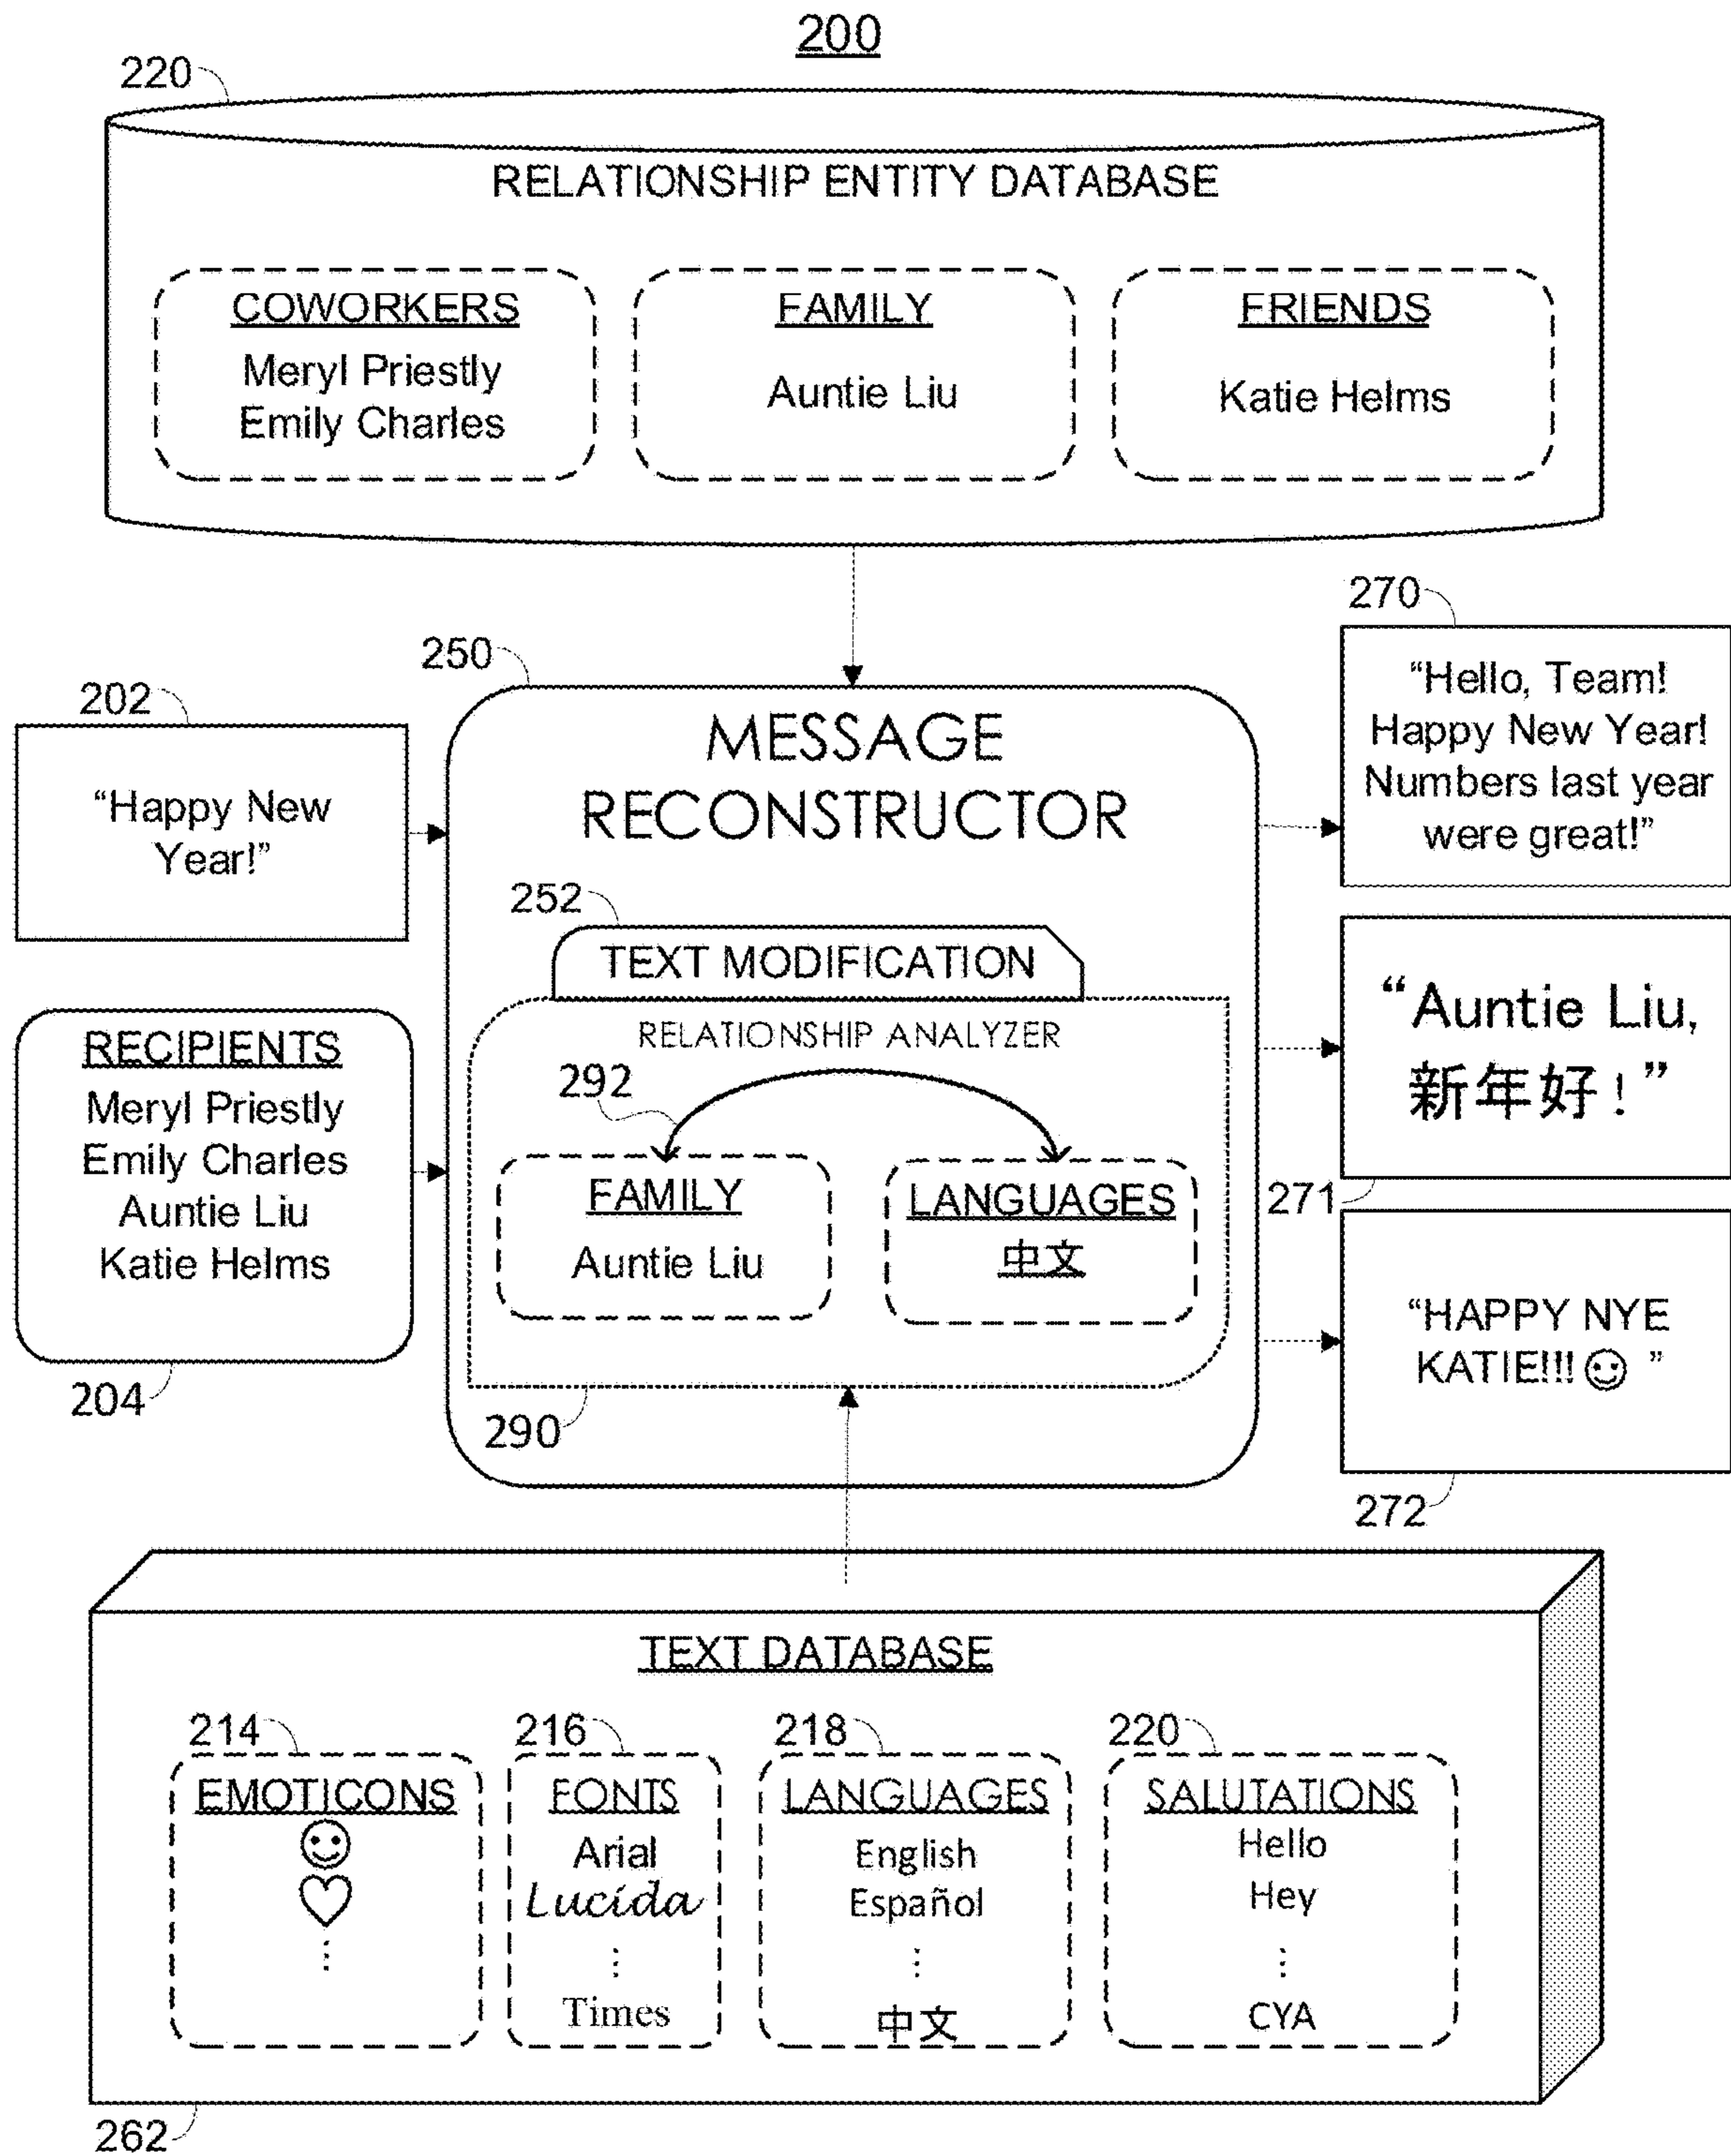 200
220
RELATIONSHIP ENTITY DATABASE
COWORKERS
Meryl Priestly
Emily Charles
FAMILY
Auntie Liu
FRIENDS
Katie Helms
202
“Happy New
Year!”
RECIPIENTS
Meryl Priestly
Emily Charles
Auntie Liu
Katie Helms
204
250
MESSAGE
RECONSTRUCTOR
252
TEXT MODIFICATION
RELATIONSHIP ANALYZER
292
FAMILY
Auntie Liu
LANGUAGES
中文
290
270
“Hello, Team!
Happy New Year!
Numbers last year
were great!”
“Auntie Liu,
新年好！”
271
“HAPPY NYE
KATIE!!!☺ ”
272
TEXT DATABASE
214
EMOTICONS
☺
♡
⋮
216
FONTS
Arial
Lucida
⋮
Times
218
LANGUAGES
English
Español
⋮
中文
220
SALUTATIONS
Hello
Hey
⋮
CYA
262